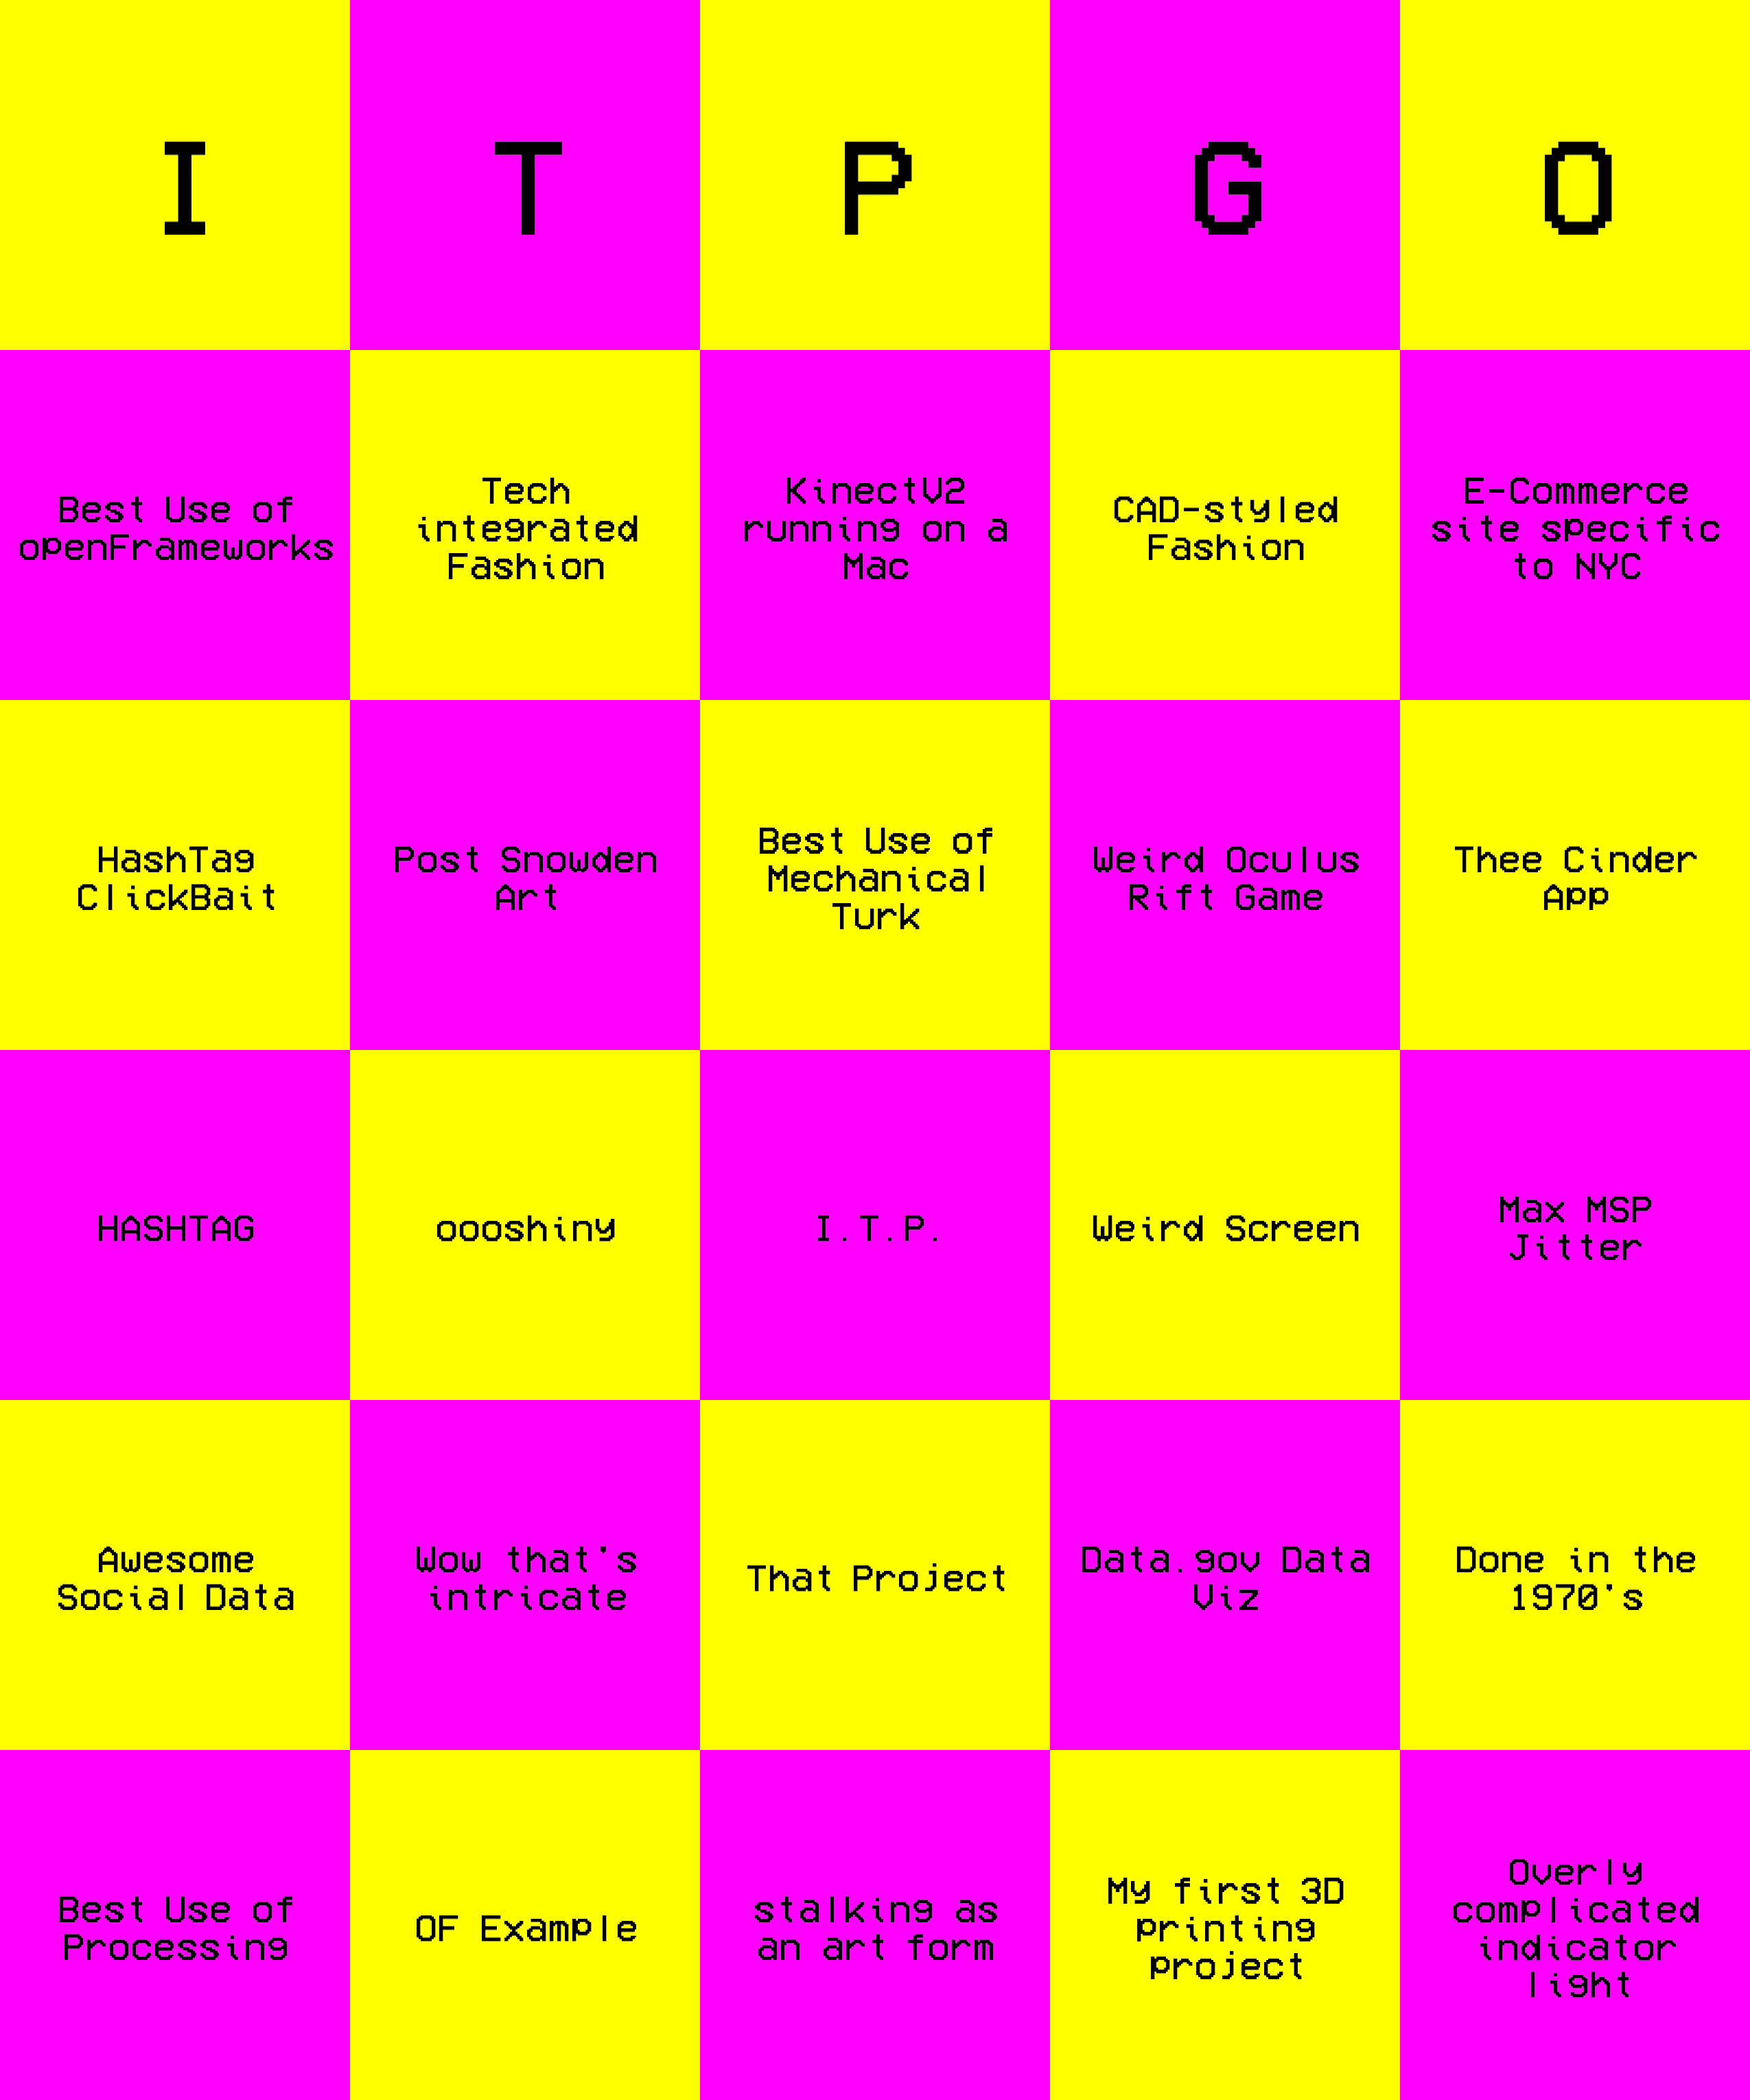 I T P G O
Best Use of
openFrameworks
Tech
integrated
Fashion
KinectV2
running on a
Mac
CAD-styled
Fashion
E-Commerce
site specific
to NYC
HashTag
ClickBait
Post Snowden
Art
Best Use of
Mechanical
Turk
Weird Oculus
Rift Game
Thee Cinder
App
HASHTAG
oooshiny
I.T.P.
Weird Screen
Max MSP
Jitter
Awesome
Social Data
Wow that's
intricate
That Project
Data.gov Data
Viz
Done in the
1970's
Best Use of
Processing
OF Example
stalking as
an art form
My first 3D
printing
project
Overly
complicated
indicator
light